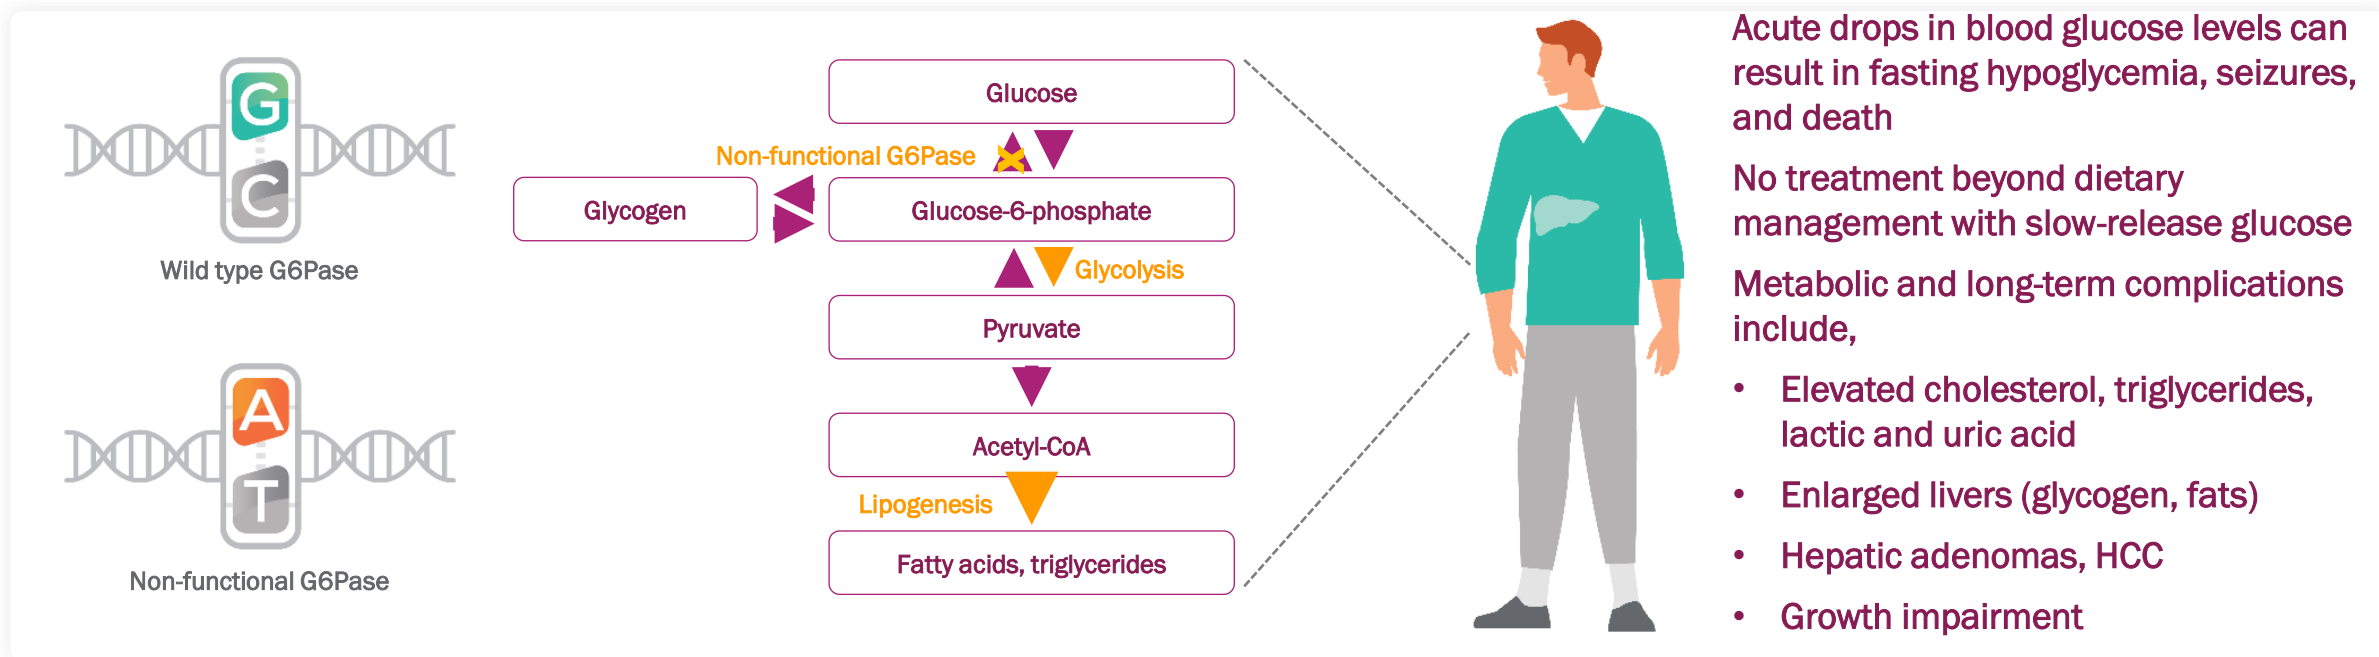 G
C
Wild type G6Pase
A
T
Non-functional G6Pase
Glucose
Non-functional G6Pase
Glycogen
Glucose-6-phosphate
Glycolysis
Pyruvate
Acetyl-CoA
Lipogenesis
Fatty acids, triglycerides
Acute drops in blood glucose levels can
result in fasting hypoglycemia, seizures,
and death
No treatment beyond dietary
management with slow-release glucose
Metabolic and long-term complications
include,
• Elevated cholesterol, triglycerides,
lactic and uric acid
• Enlarged livers (glycogen, fats)
• Hepatic adenomas, HCC
• Growth impairment